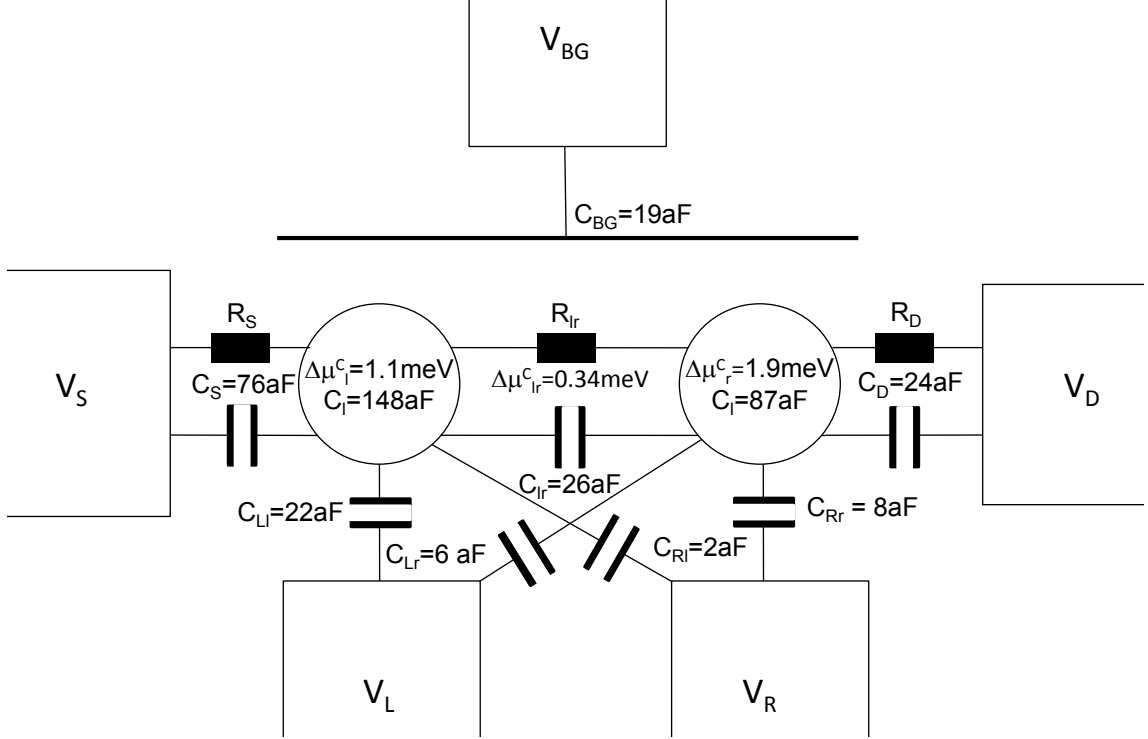 V_BG
C_BG=19aF
R_S
R_lr
R_D
V_S
C_S=76aF
Δμ^C_l=1.1meV
C_l=148aF
Δμ^C_lr=0.34meV
Δμ^C_r=1.9meV
C_l=87aF
C_D=24aF
V_D
C_lr=26aF
C_Ll=22aF
C_Rr = 8aF
C_Lr=6 aF
C_Rl=2aF
V_L
V_R